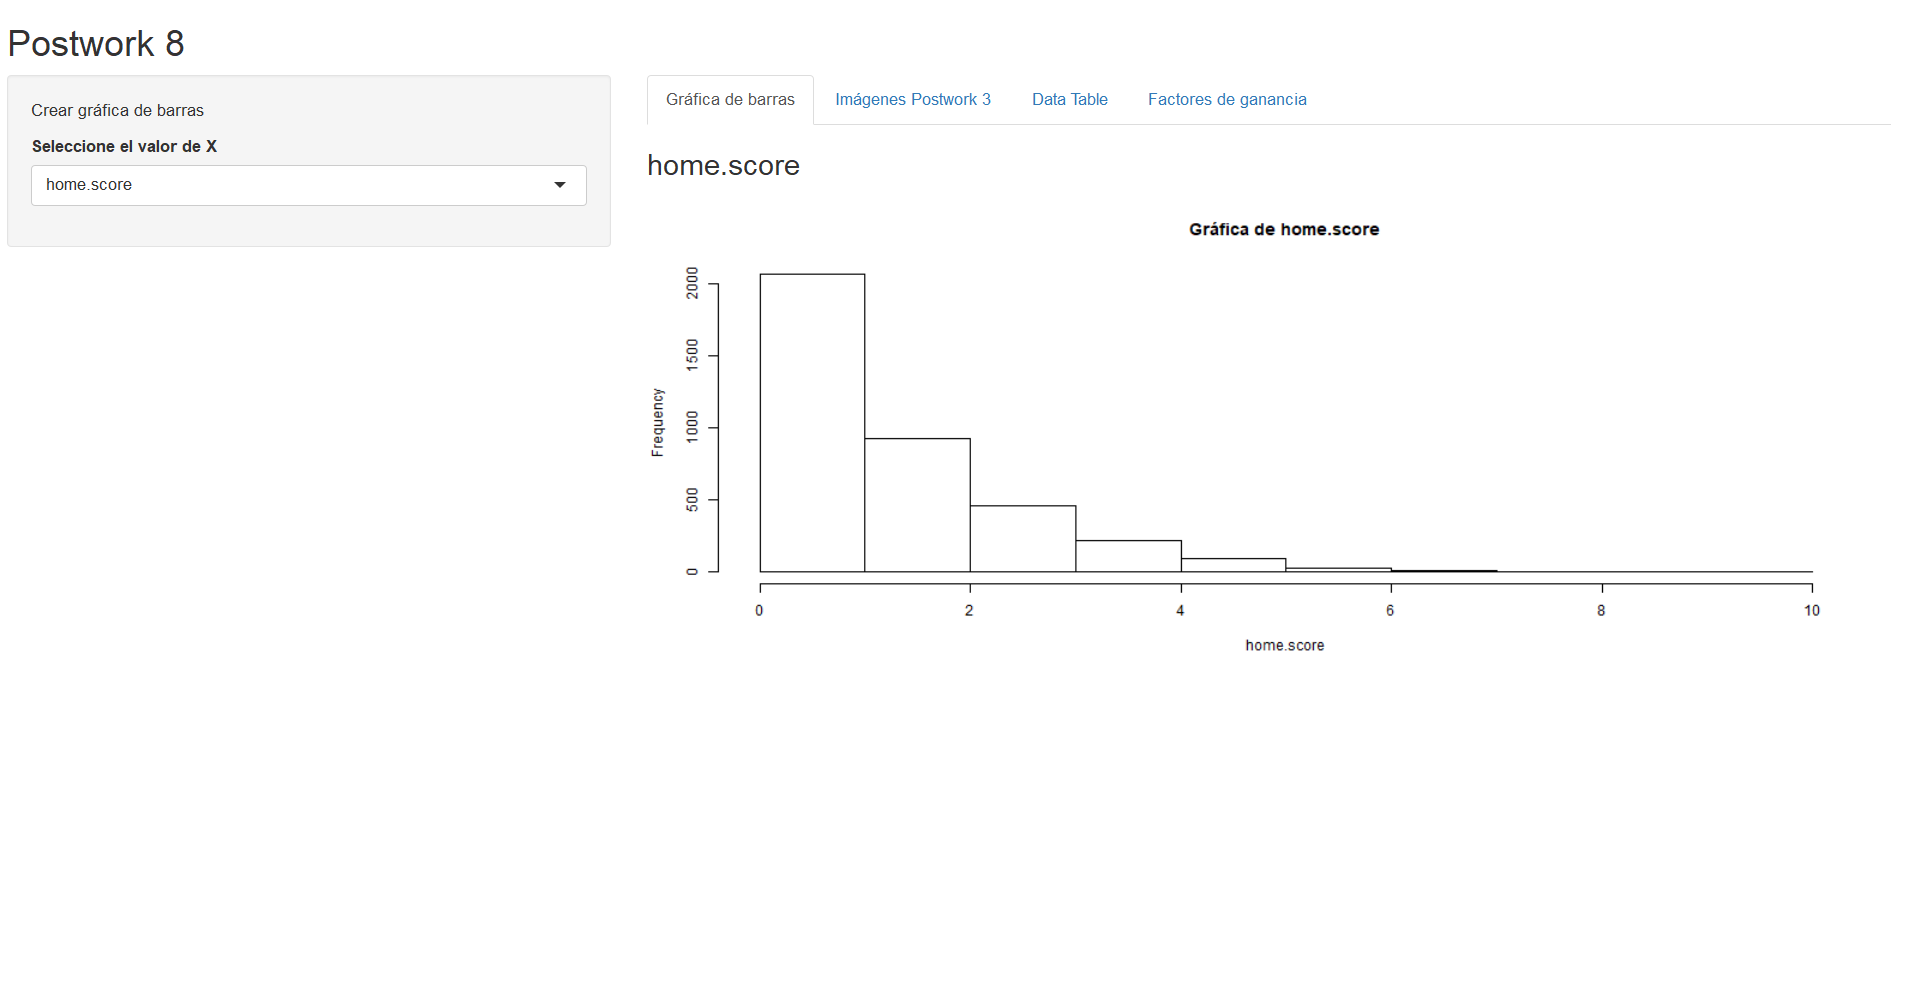 Postwork 8
Crear gráfica de barras
Seleccione el valor de X
home.score
Gráfica de barras Imágenes Postwork 3 Data Table Factores de ganancia
home.score
Gráfica de home.score
2000
1500
1000
500
0
Frequency
0 2 4 6 8 10
home.score